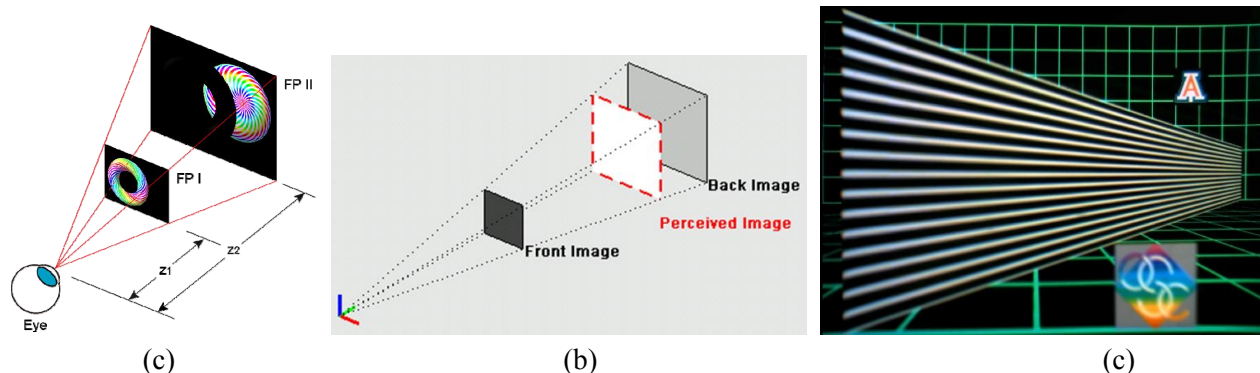 FP II
FP I
Z1
Z2
Eye
(c)
Back Image
Perceived Image
Front Image
(b)
A
(c)